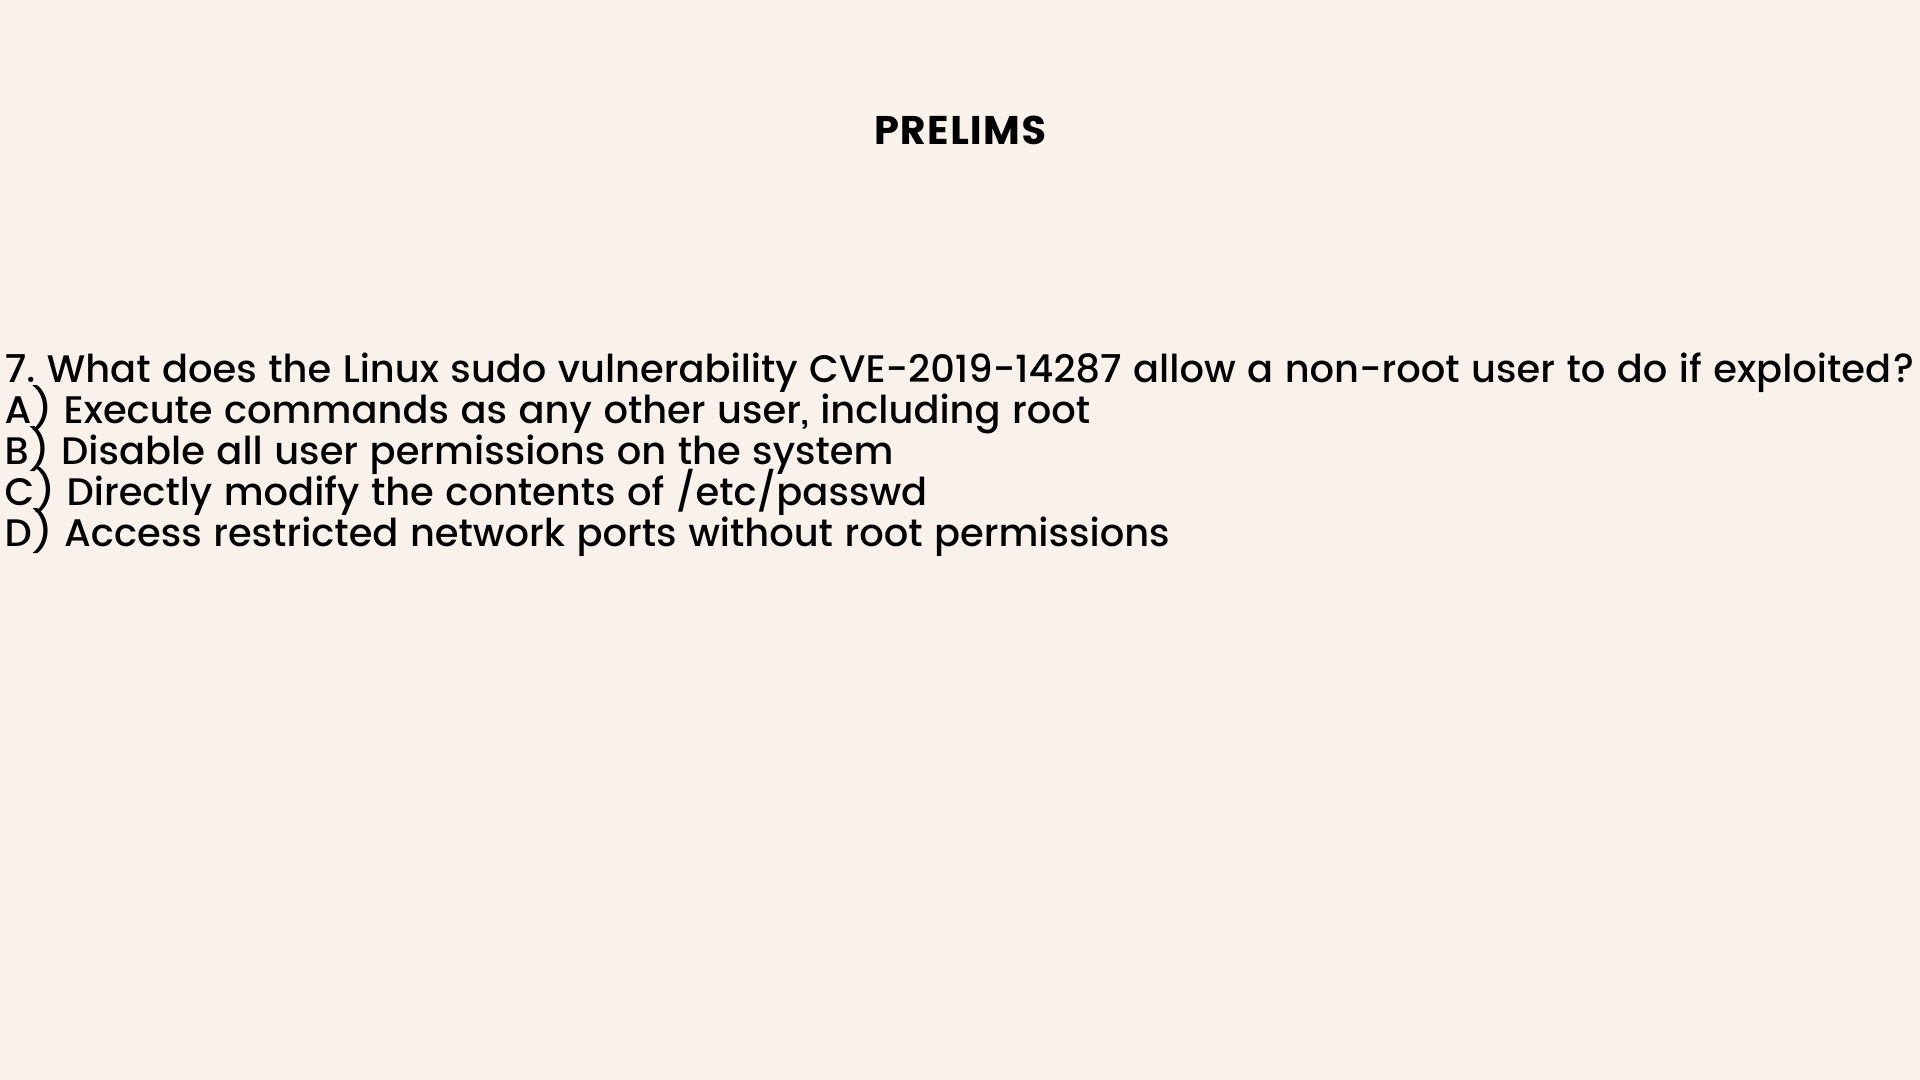 PRELIMS
7. What does the Linux sudo vulnerability CVE-2019-14287 allow a non-root user to do if exploited?
A) Execute commands as any other user, including root
B) Disable all user permissions on the system
C) Directly modify the contents of /etc/passwd
D) Access restricted network ports without root permissions